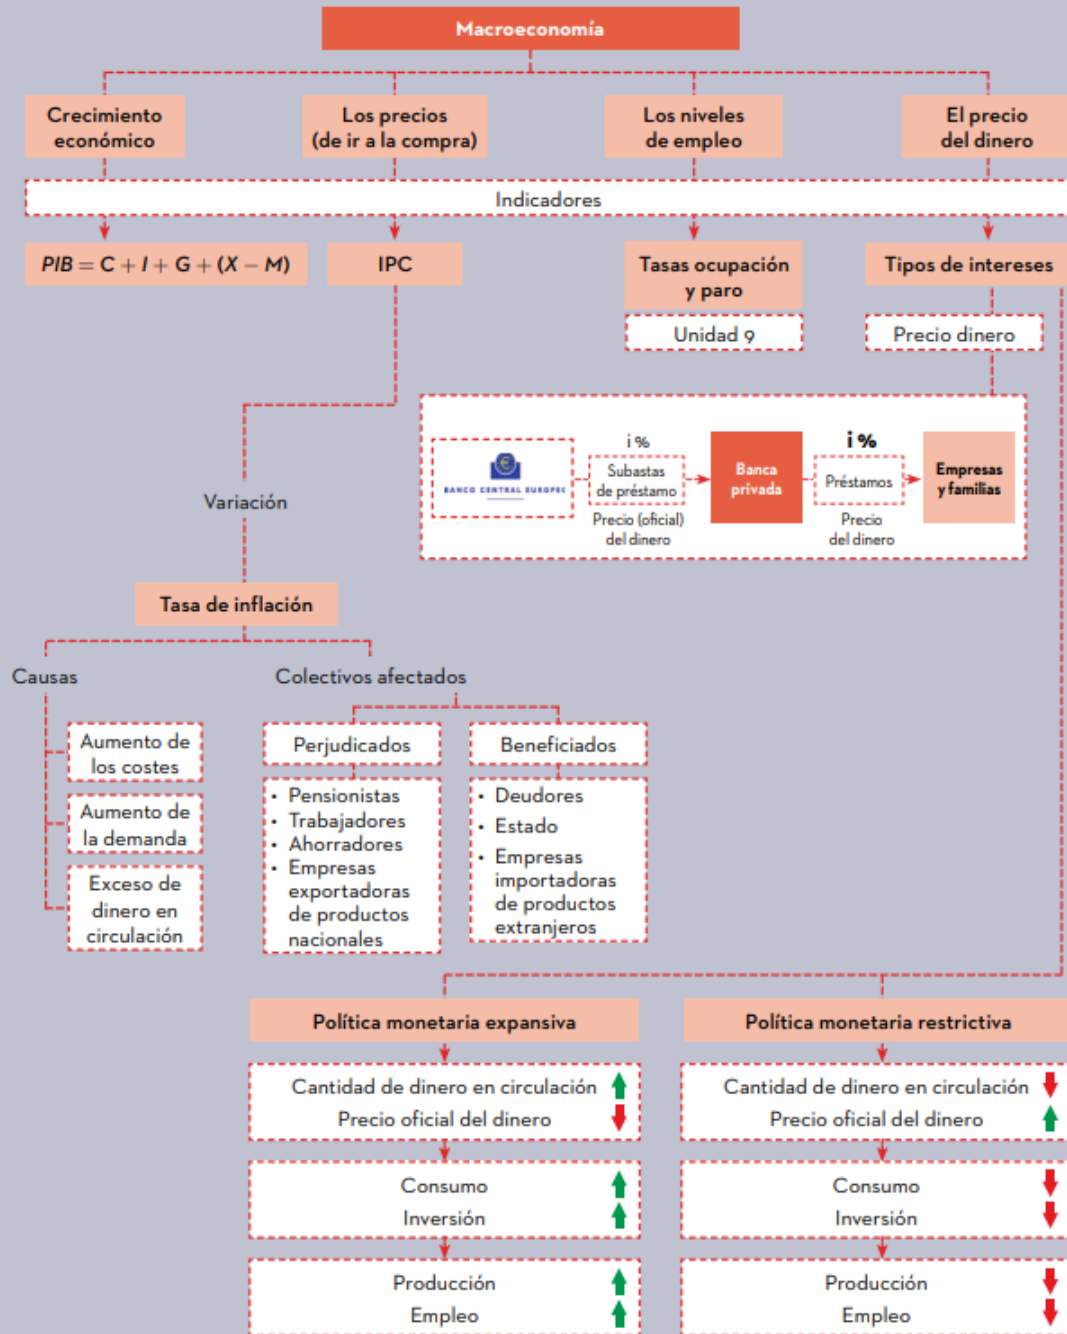 Macroeconomía
Crecimiento
económico
Los precios
(de ir a la compra)
Los niveles
de empleo
El precio
del dinero
Indicadores
PIB = C + I + G + (X – M)
IPC
Tasas ocupación
y paro
Tipos de intereses
Unidad 9
Precio dinero
BANCO CENTRAL EUROPEO
i %
Subastas
de préstamo
Precio (oficial)
del dinero
Banca
privada
i %
Préstamos
Precio
del dinero
Empresas
y familias
Variación
Tasa de inflación
Causas
Colectivos afectados
Aumento de
los costes
Aumento de
la demanda
Exceso de
dinero en
circulación
Perjudicados
• Pensionistas
• Trabajadores
• Ahorradores
• Empresas
exportadoras
de productos
nacionales
Beneficiados
• Deudores
• Estado
• Empresas
importadoras
de productos
extranjeros
Política monetaria expansiva
Cantidad de dinero en circulación
Precio oficial del dinero
Consumo
Inversión
Producción
Empleo
Política monetaria restrictiva
Cantidad de dinero en circulación
Precio oficial del dinero
Consumo
Inversión
Producción
Empleo